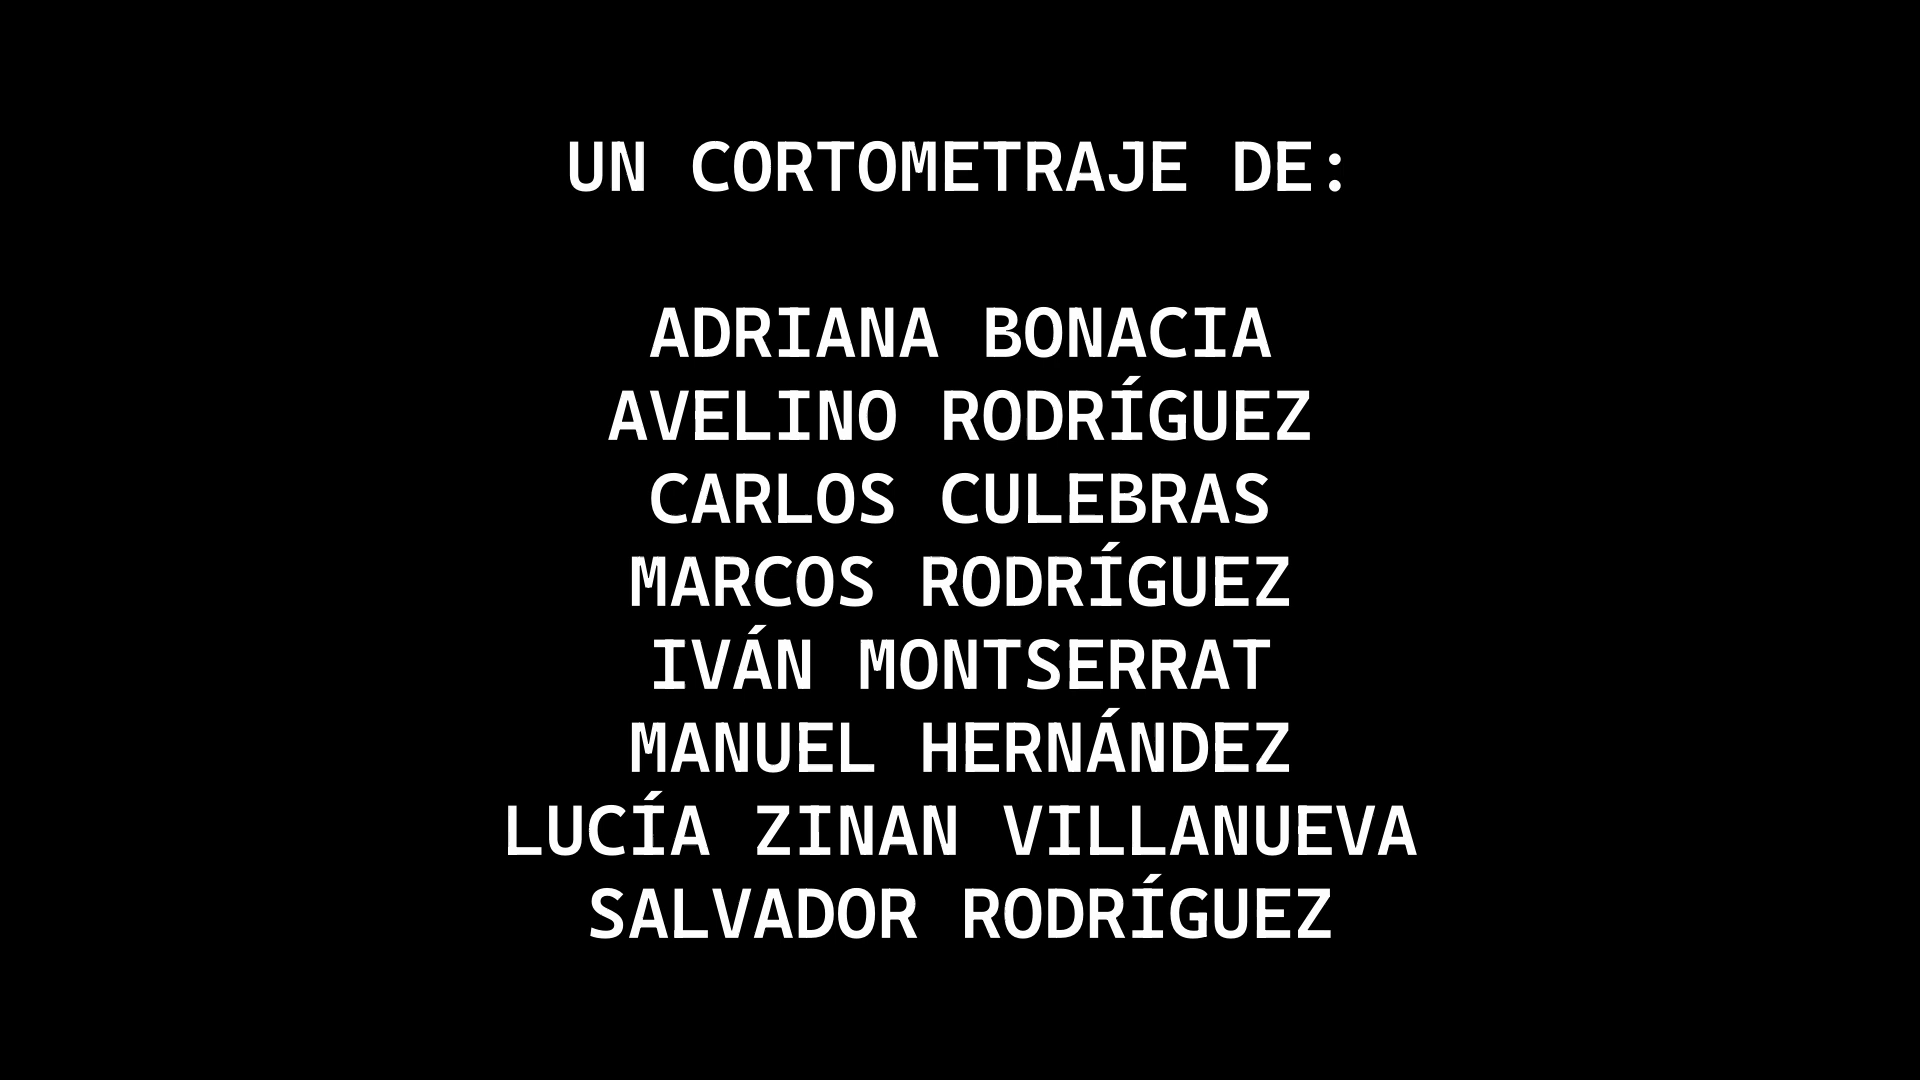 UN CORTOMETRAJE DE:
ADRIANA BONACIA
AVELINO RODRÍGUEZ
CARLOS CULEBRAS
MARCOS RODRÍGUEZ
IVÁN MONTSERRAT
MANUEL HERNÁNDEZ
LUCÍA ZINAN VILLANUEVA
SALVADOR RODRÍGUEZ